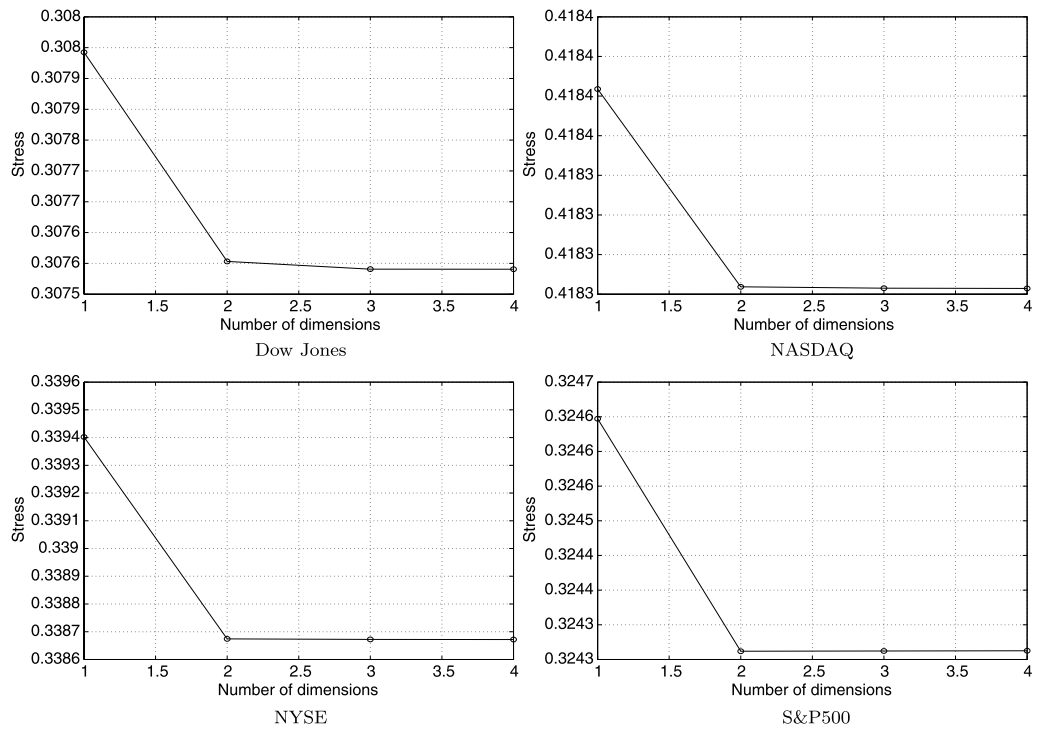 0.308
0.308
0.3079
0.3079
0.3078
0.3077
0.3077
0.3076
0.3076
0.3075
Stress
1 1.5 2 2.5 3 3.5 4
Number of dimensions
Dow Jones
0.4184
0.4184
0.4184
0.4184
0.4183
0.4183
0.4183
0.4183
Stress
1 1.5 2 2.5 3 3.5 4
Number of dimensions
NASDAQ
0.3396
0.3395
0.3394
0.3393
0.3392
0.3391
0.339
0.3389
0.3388
0.3387
0.3386
Stress
1 1.5 2 2.5 3 3.5 4
Number of dimensions
NYSE
0.3247
0.3246
0.3246
0.3246
0.3245
0.3244
0.3244
0.3243
0.3243
Stress
1 1.5 2 2.5 3 3.5 4
Number of dimensions
S&P500